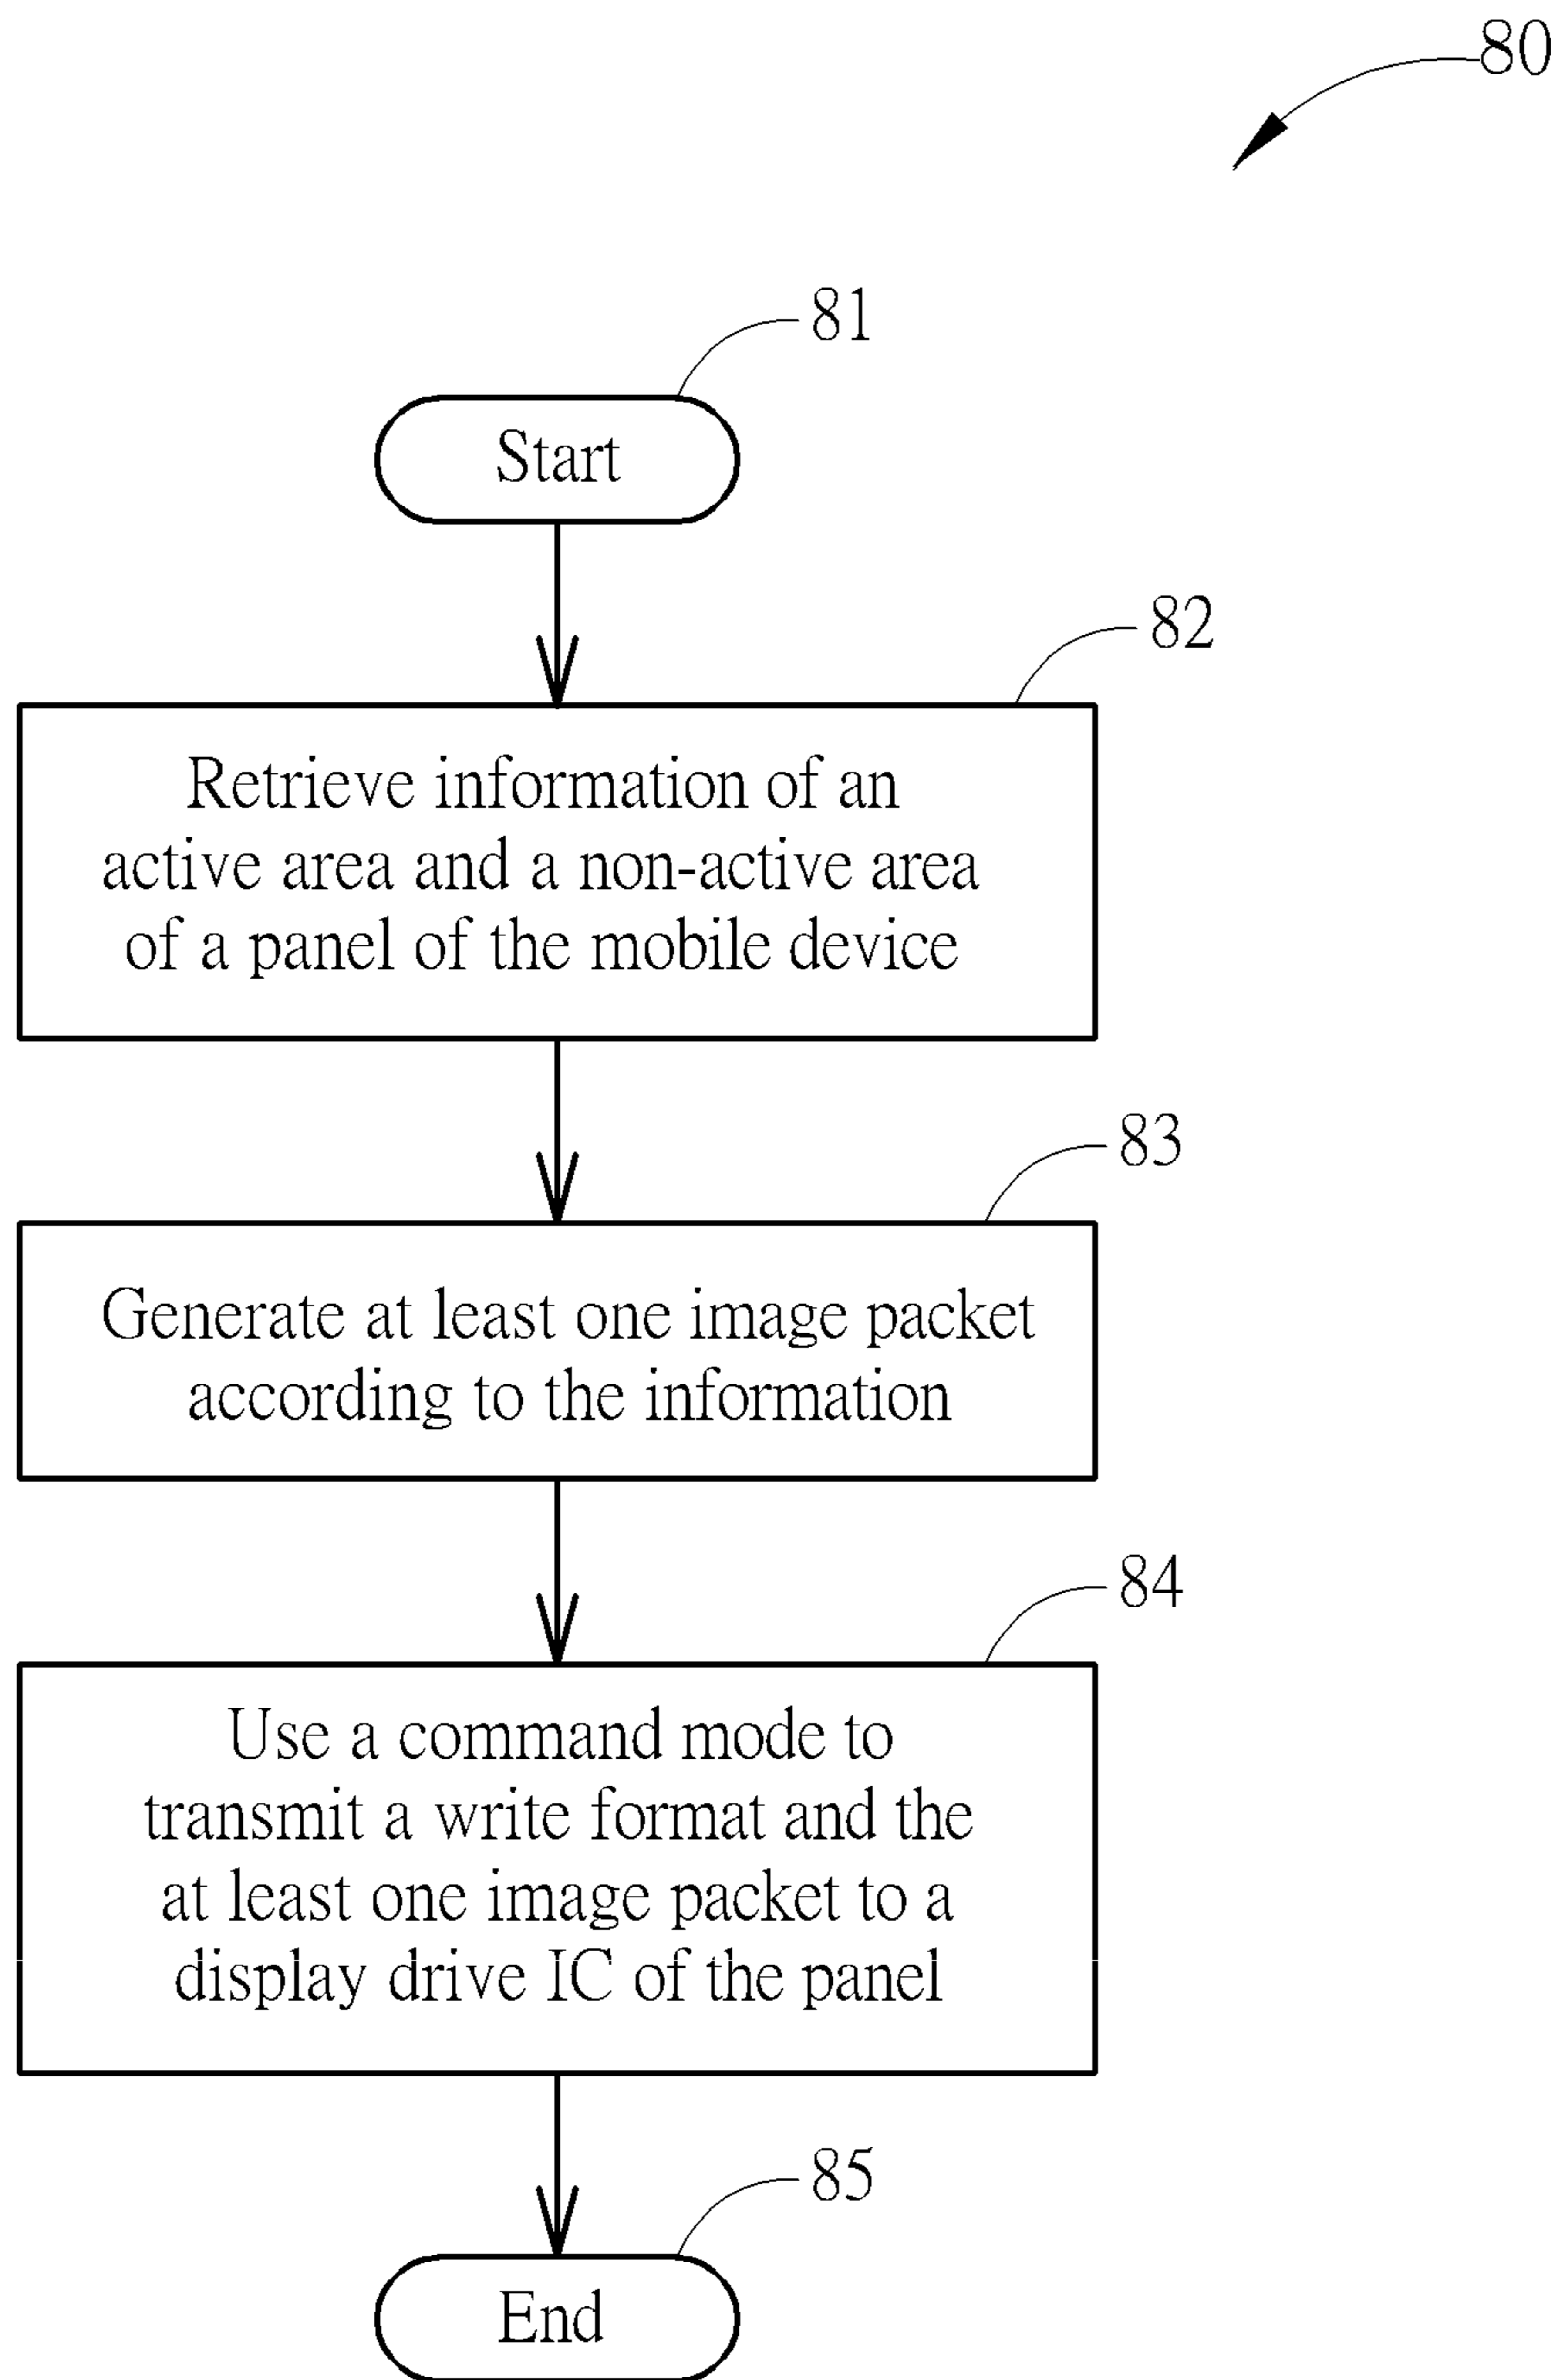 80
81
Start
82
Retrieve information of an
active area and a non-active area
of a panel of the mobile device
83
Generate at least one image packet
according to the information
84
Use a command mode to
transmit a write format and the
at least one image packet to a
display drive IC of the panel
85
End